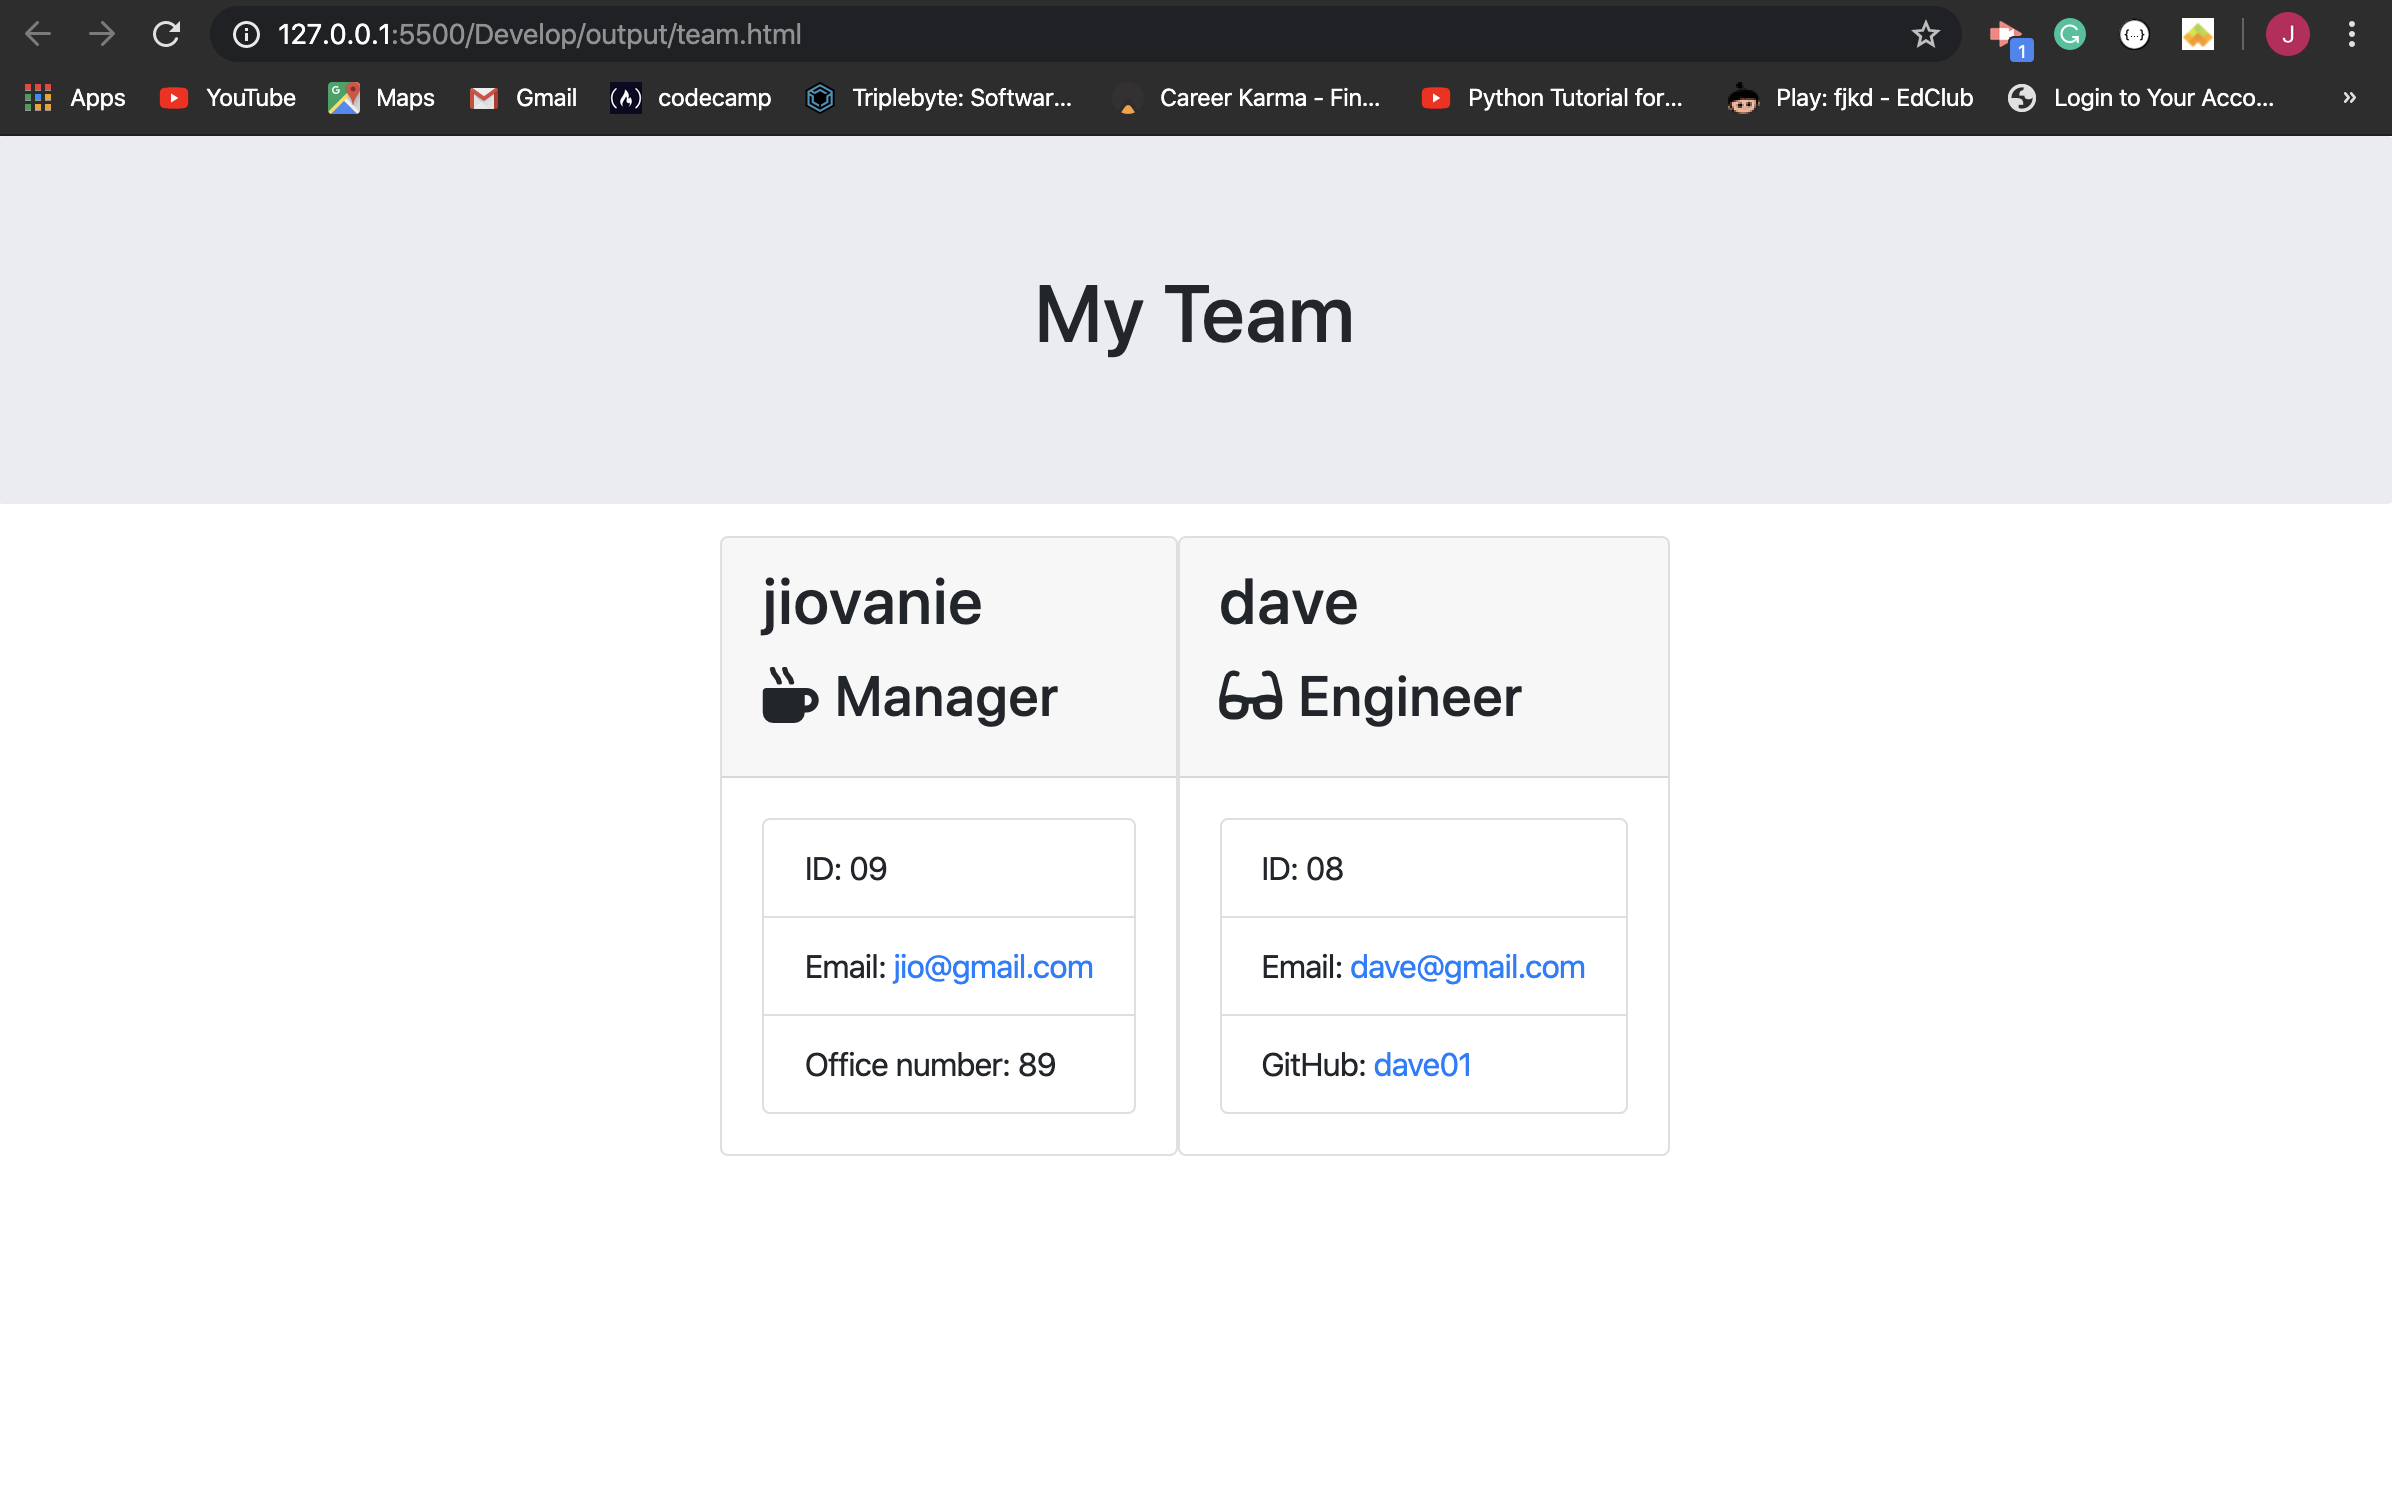 127.0.0.1:5500/Develop/output/team.html
1
J
Apps YouTube Maps Gmail codecamp Triplebyte: Softwar... Career Karma - Fin... Python Tutorial for... Play: fjkd - EdClub Login to Your Acco... »
My Team
jiovanie
Manager
ID: 09
Email: jio@gmail.com
Office number: 89
dave
Engineer
ID: 08
Email: dave@gmail.com
GitHub: dave01